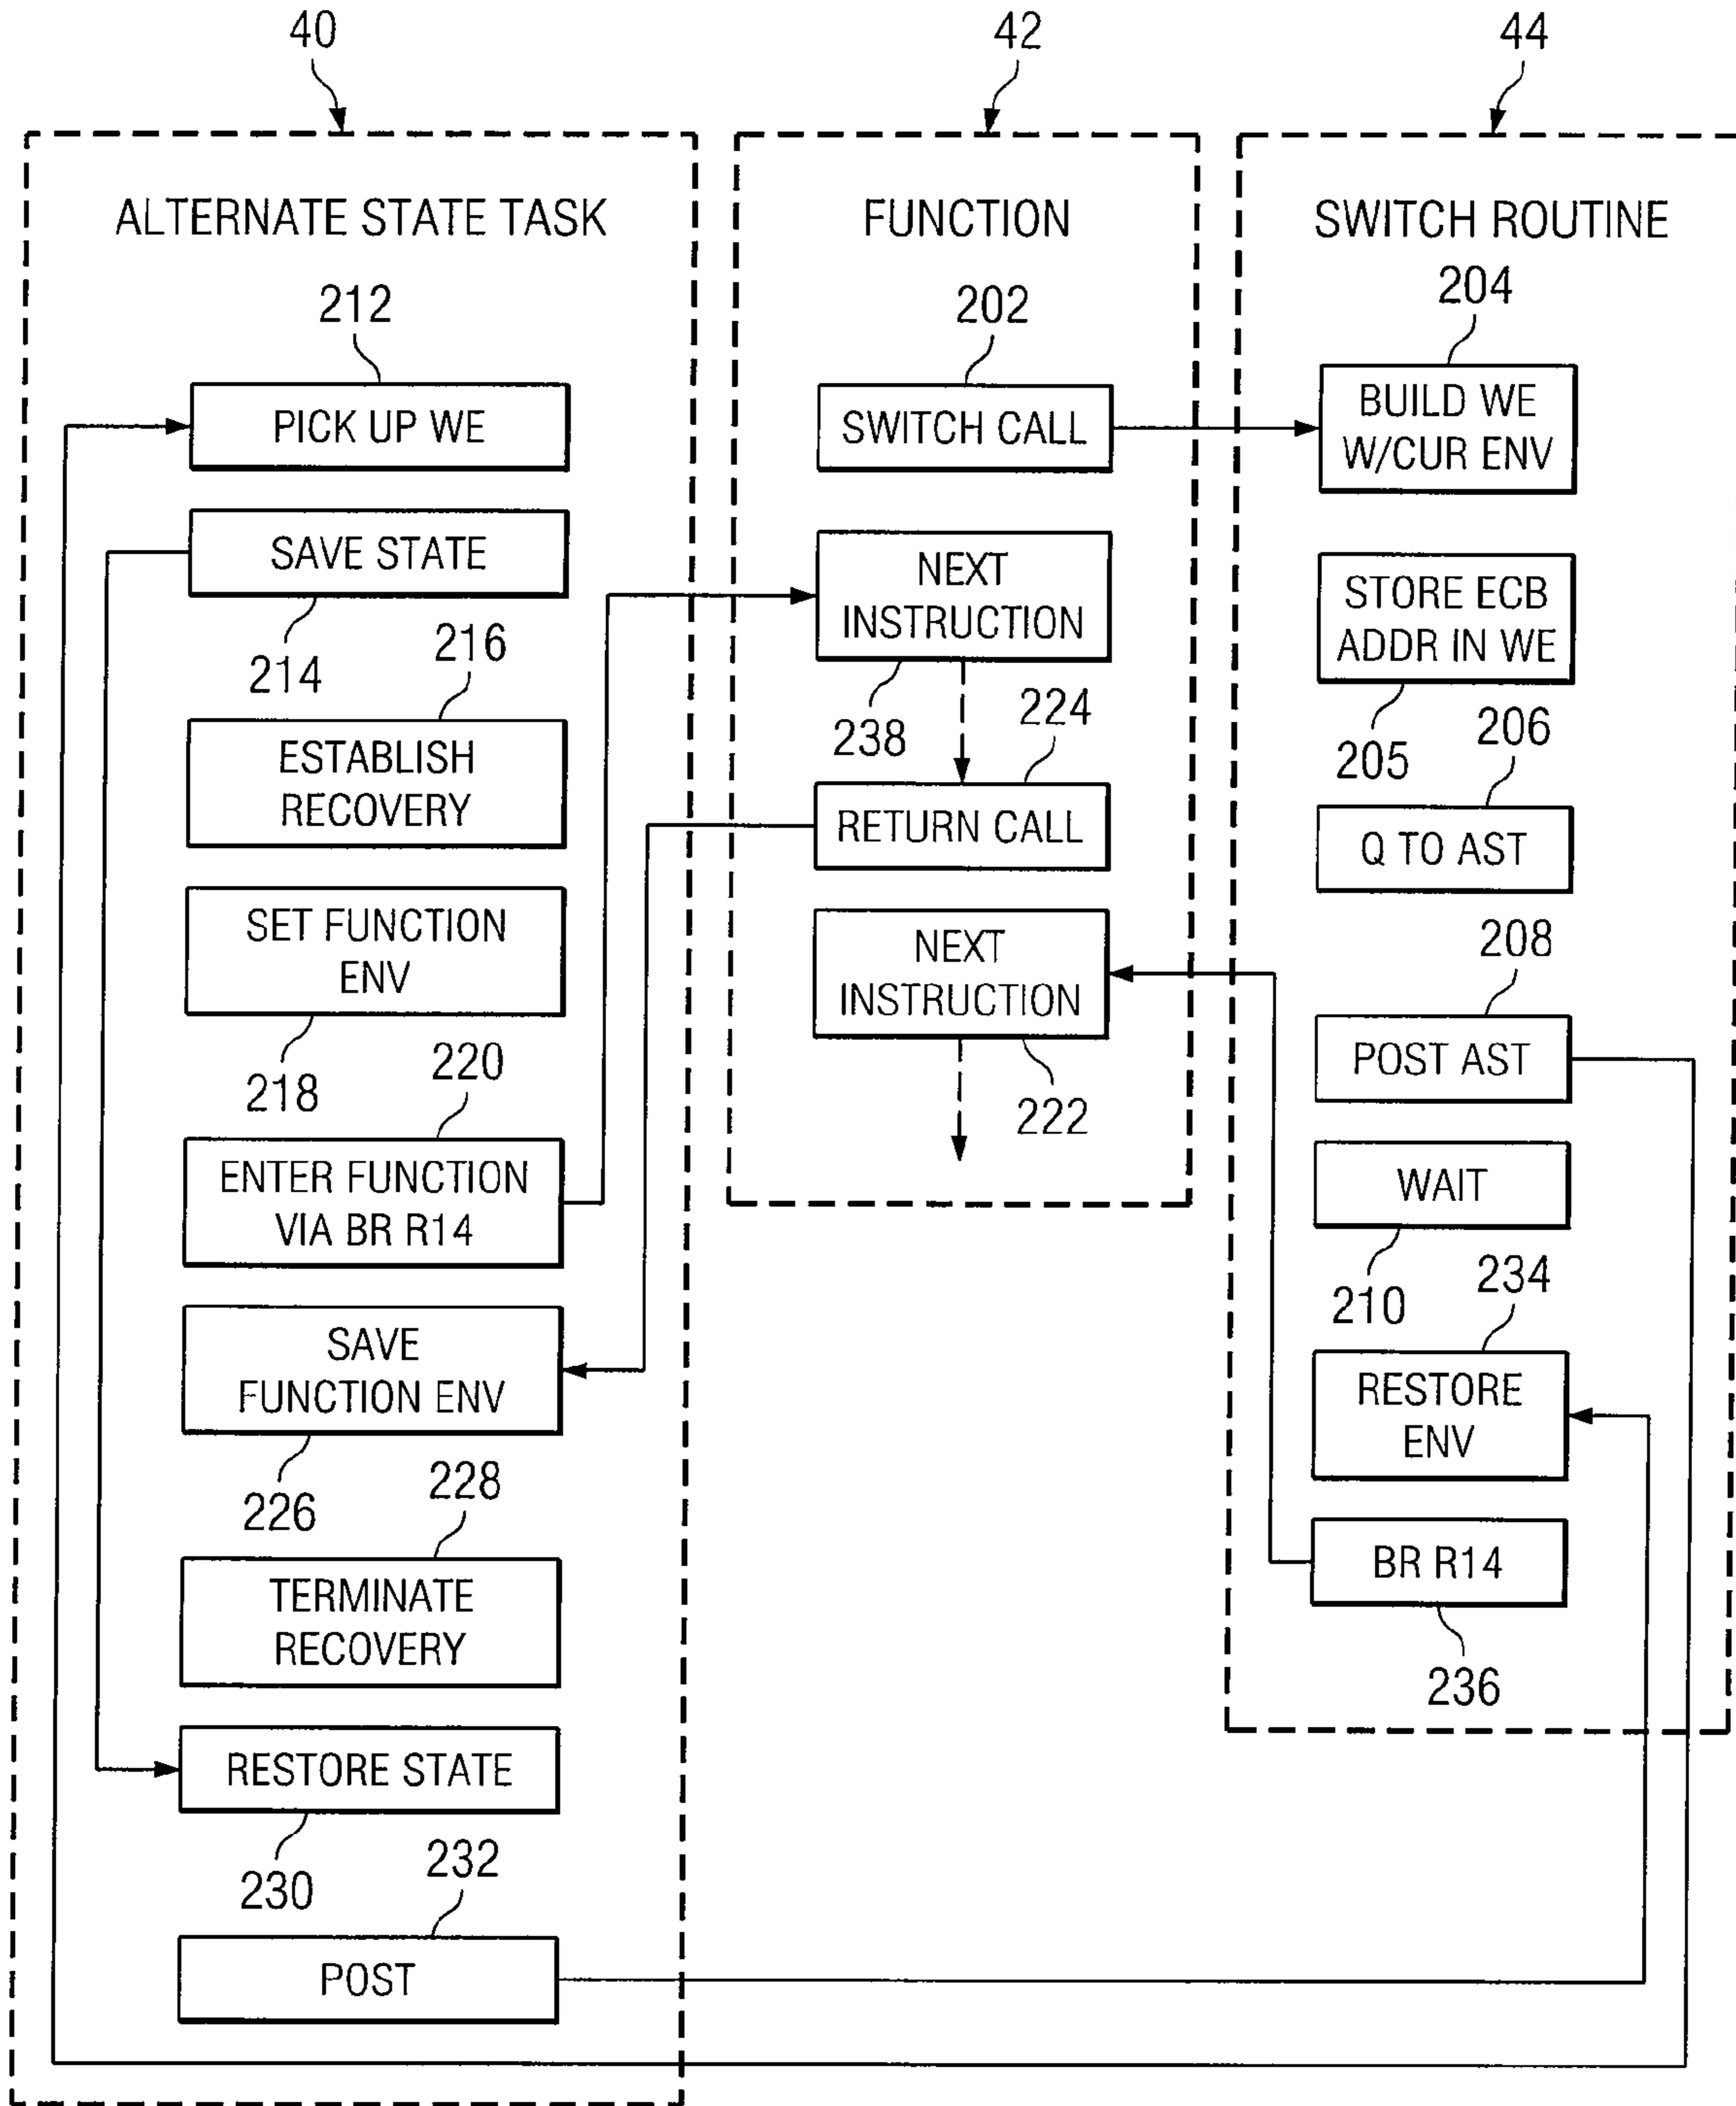 40
42
44
ALTERNATE STATE TASK
212
PICK UP WE
SAVE STATE
214
216
ESTABLISH
RECOVERY
SET FUNCTION
ENV
218
220
ENTER FUNCTION
VIA BR R14
SAVE
FUNCTION ENV
226
228
TERMINATE
RECOVERY
RESTORE STATE
230
232
POST
FUNCTION
202
SWITCH CALL
NEXT
INSTRUCTION
238
224
RETURN CALL
NEXT
INSTRUCTION
222
SWITCH ROUTINE
204
BUILD WE
W/CUR ENV
STORE ECB
ADDR IN WE
205
206
Q TO AST
208
POST AST
WAIT
210
234
RESTORE
ENV
BR R14
236